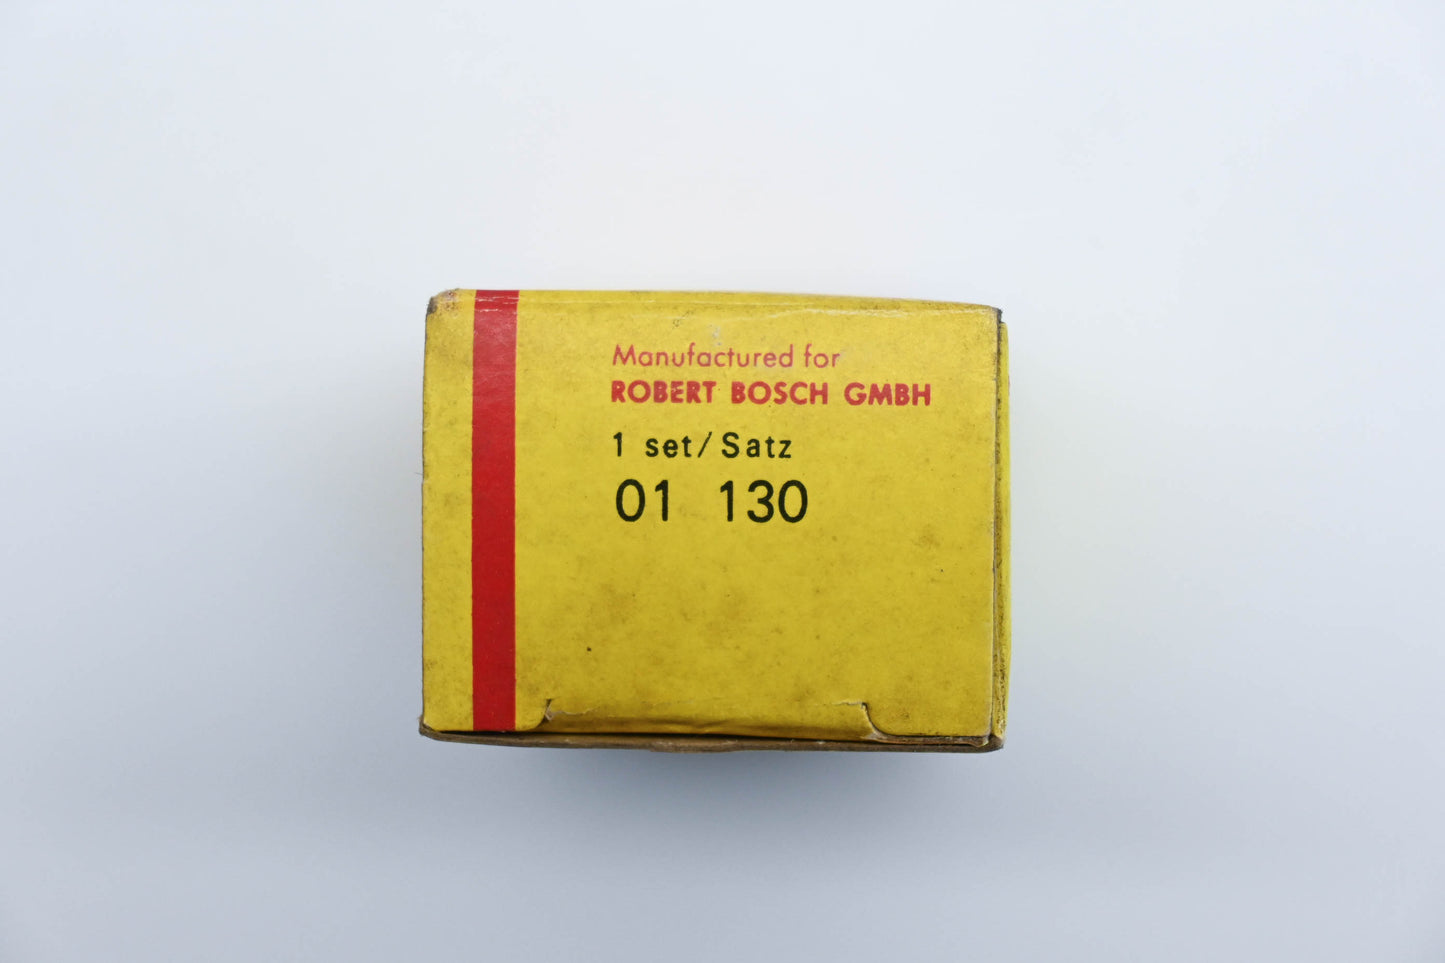 Manufactured for
ROBERT BOSCH GMBH
1 set/Satz
01 130